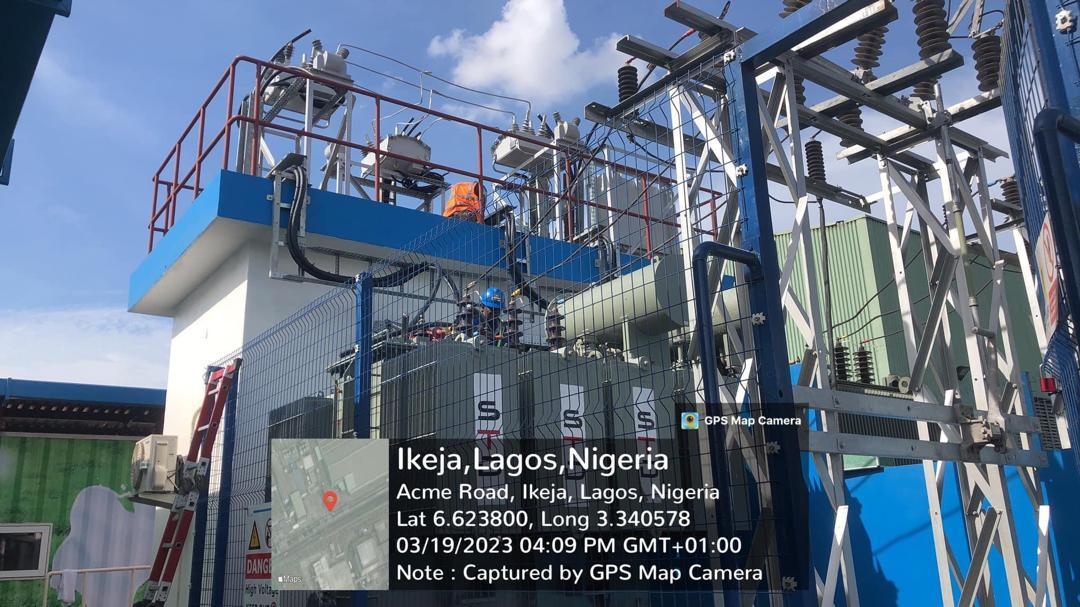 GPS Map Camera
Ikeja,Lagos,Nigeria
Acme Road, Ikeja, Lagos, Nigeria
Lat 6.623800, Long 3.340578
03/19/2023 04:09 PM GMT+01:00
Note : Captured by GPS Map Camera
Maps
DANGER
High Voltage